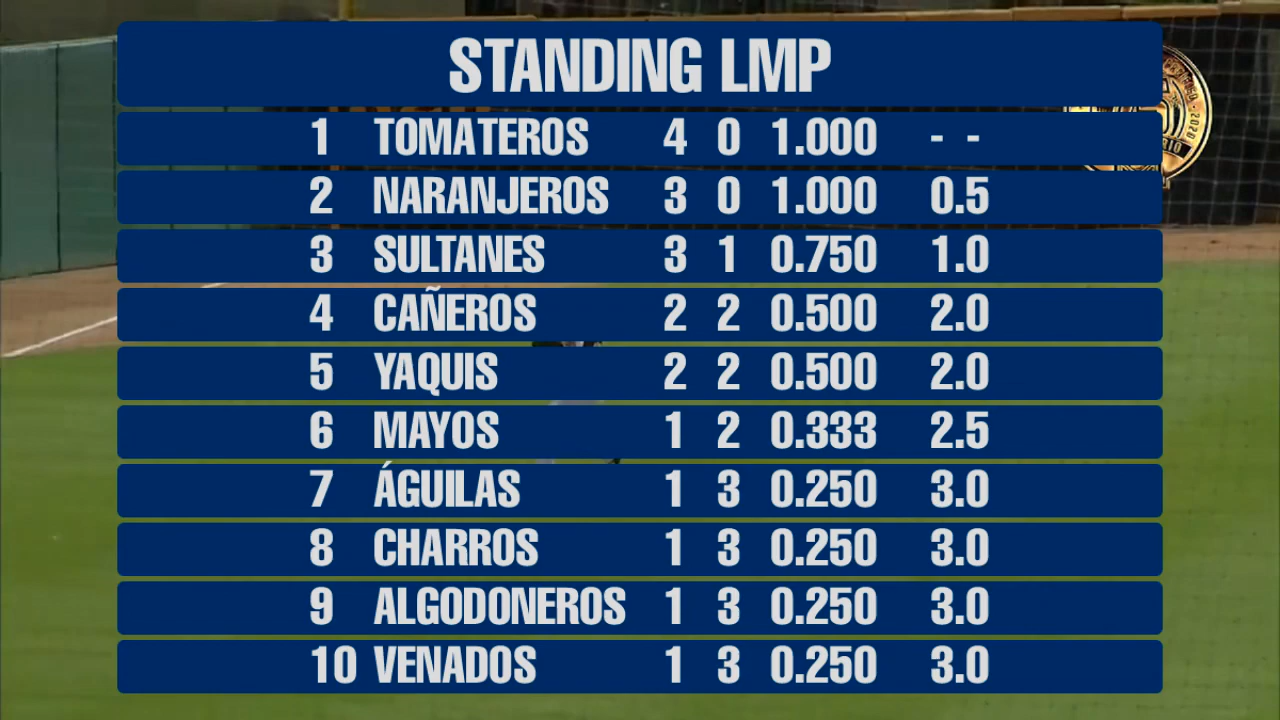 STANDING LMP
1 TOMATEROS 4 0 1.000 - -
2 NARANJEROS 3 0 1.000 0.5
3 SULTANES 3 1 0.750 1.0
4 CAÑEROS 2 2 0.500 2.0
5 YAQUIS 2 2 0.500 2.0
6 MAYOS 1 2 0.333 2.5
7 ÁGUILAS 1 3 0.250 3.0
8 CHARROS 1 3 0.250 3.0
9 ALGODONEROS 1 3 0.250 3.0
10 VENADOS 1 3 0.250 3.0